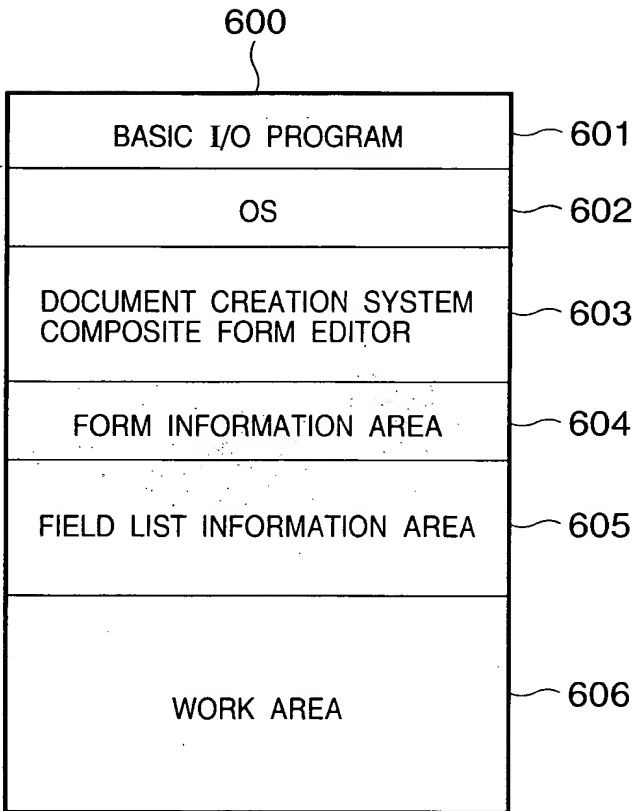 600
BASIC I/O PROGRAM 601
OS 602
DOCUMENT CREATION SYSTEM
COMPOSITE FORM EDITOR 603
FORM INFORMATION AREA 604
FIELD LIST INFORMATION AREA 605
WORK AREA 606